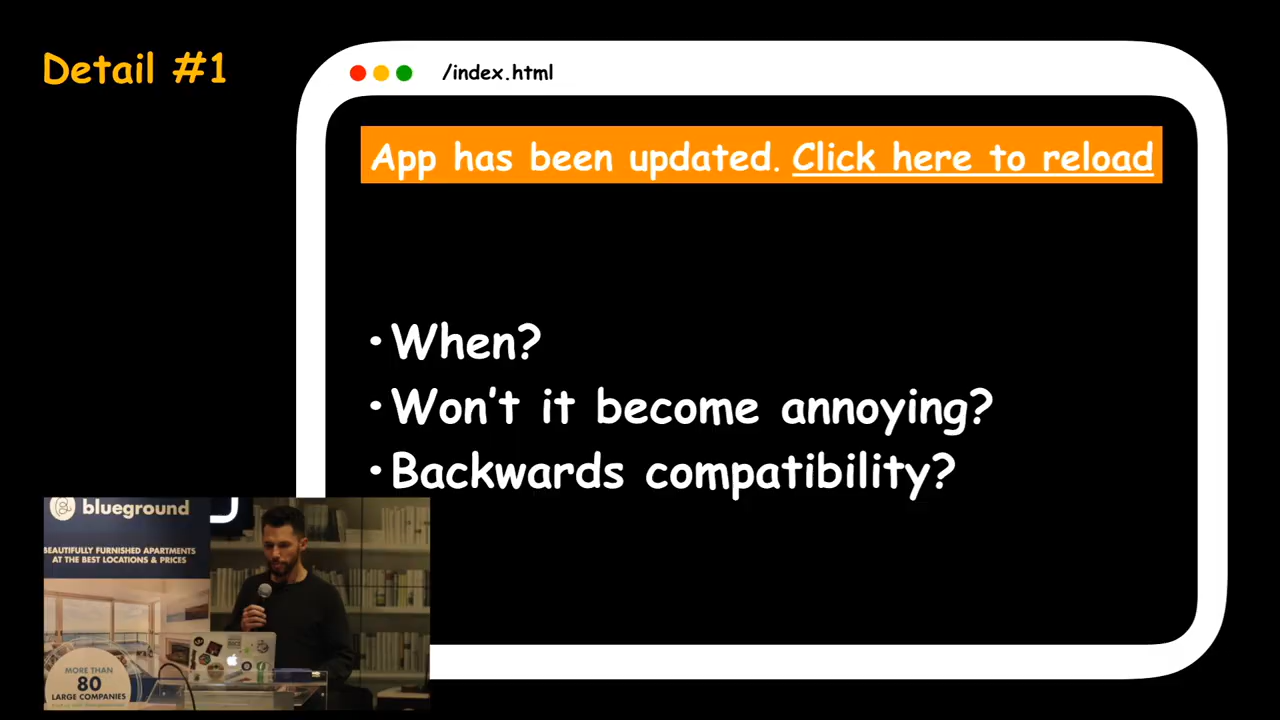 Detail #1
/index.html
App has been updated. Click here to reload
• When?
• Won't it become annoying?
• Backwards compatibility?
blueground
BEAUTIFULLY FURNISHED APARTMENTS
AT THE BEST LOCATIONS & PRICES
MORE THAN
80
LARGE COMPANIES